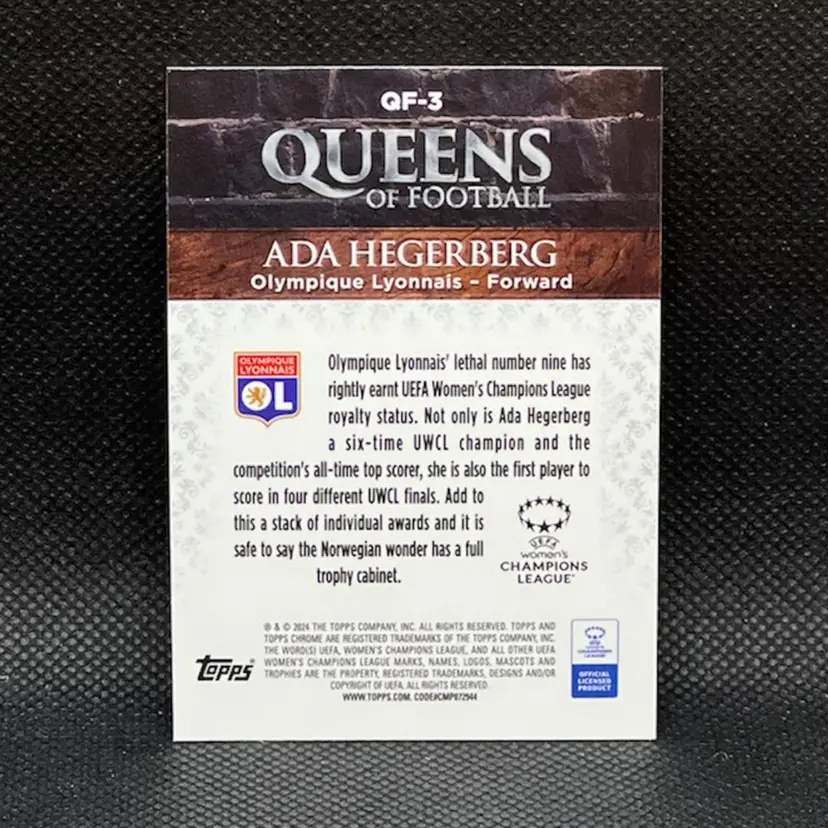 QF-3
QUEENS
OF FOOTBALL
ADA HEGERBERG
Olympique Lyonnais - Forward
OLYMPIQUE
LYONNAIS
OL
Olympique Lyonnais' lethal number nine has
rightly earnt UEFA Women's Champions League
royalty status. Not only is Ada Hegerberg
a six-time UWCL champion and the
competition's all-time top scorer, she is also the first player to
score in four different UWCL finals. Add to
this a stack of individual awards and it is
safe to say the Norwegian wonder has a full
trophy cabinet.
UEFA
women's
CHAMPIONS
LEAGUE
® & © 2024 THE TOPPS COMPANY, INC. ALL RIGHTS RESERVED. TOPPS AND
TOPPS CHROME ARE REGISTERED TRADEMARKS OF THE TOPPS COMPANY, INC.
THE WORD(S) UEFA, WOMEN'S CHAMPIONS LEAGUE, AND ALL OTHER UEFA
WOMEN'S CHAMPIONS LEAGUE MARKS, NAMES, LOGOS, MASCOTS AND
TROPHIES ARE THE PROPERTY, REGISTERED TRADEMARKS, DESIGNS AND/OR
COPYRIGHT OF UEFA. ALL RIGHTS RESERVED.
WWW.TOPPS.COM. CODE#CMP072944
topps®
CHAMPIONS
LEAGUE
OFFICIAL
LICENSED
PRODUCT